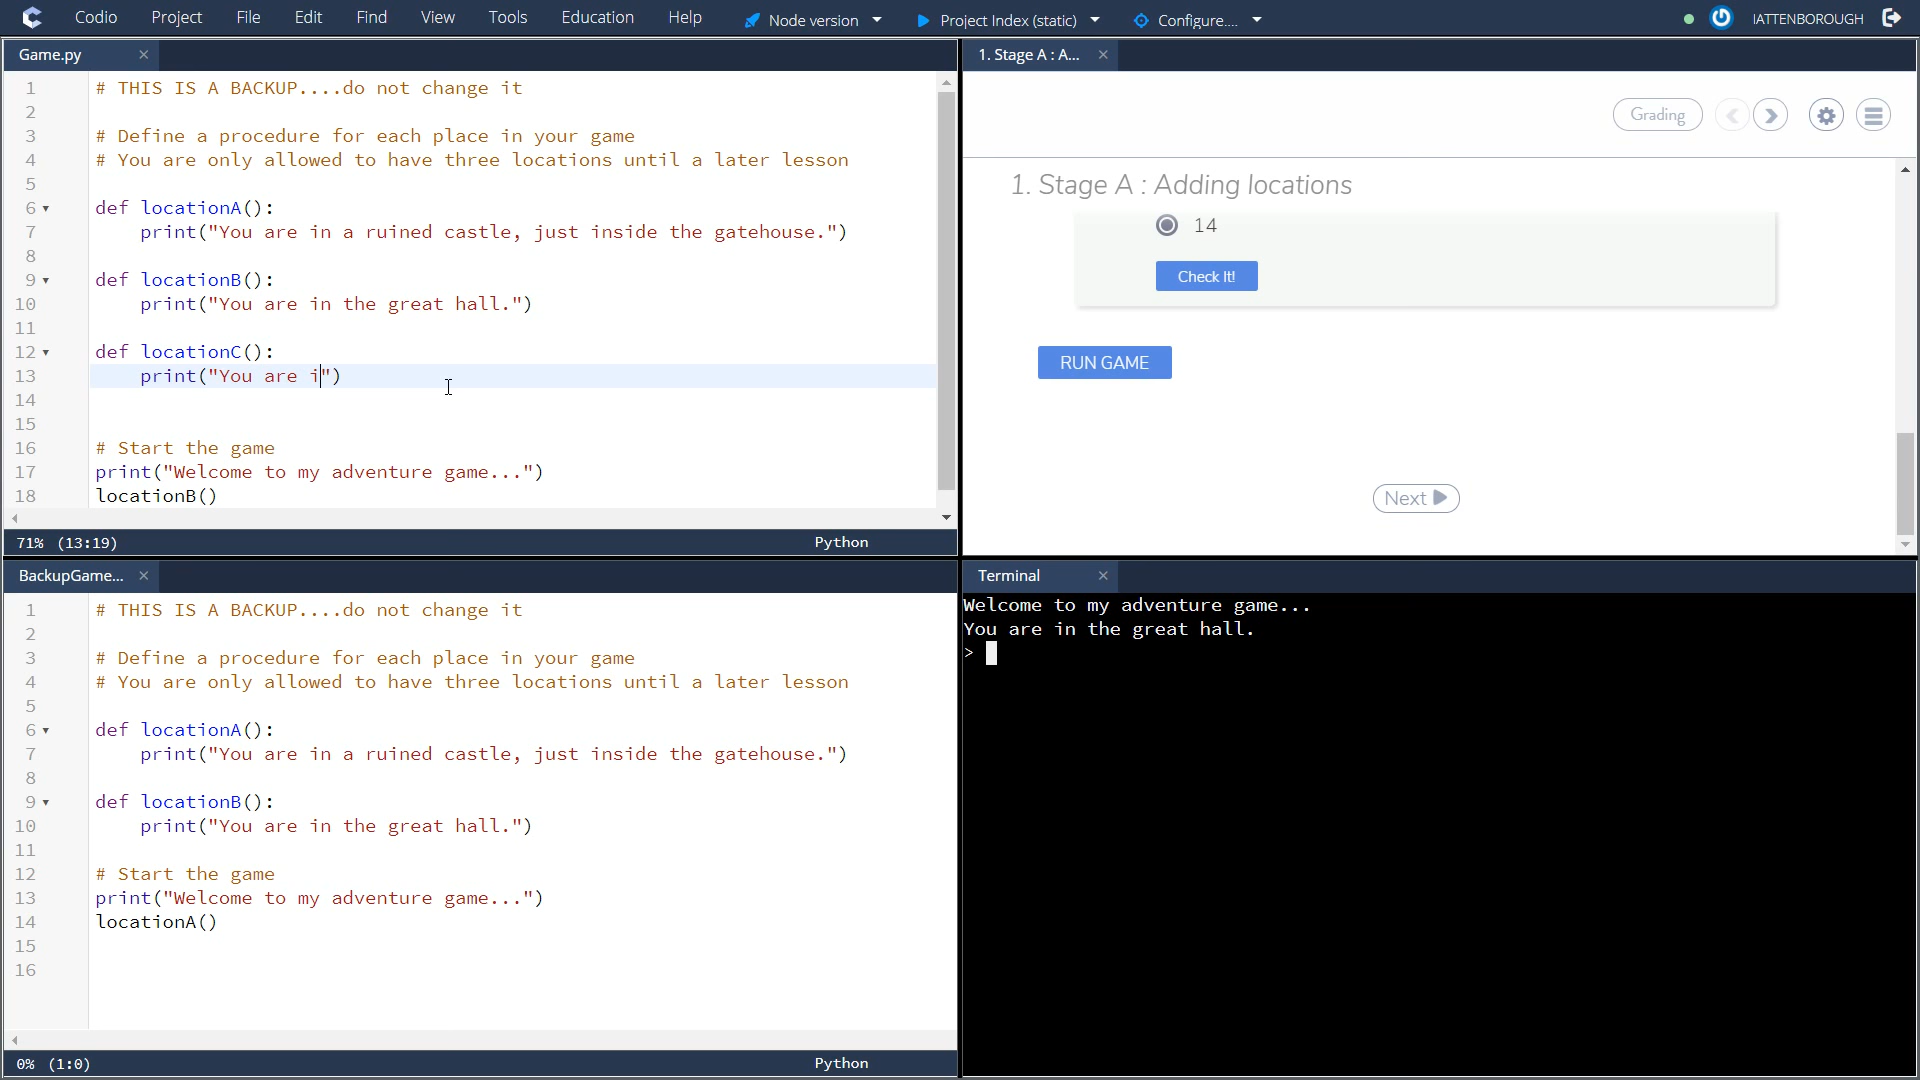 Codio Project File Edit Find View Tools Education Help Node version Project Index (static) Configure.... IATTENBOROUGH
Game.py
1 # THIS IS A BACKUP....do not change it
2
3 # Define a procedure for each place in your game
4 # You are only allowed to have three locations until a later lesson
5
6 def locationA():
7 print("You are in a ruined castle, just inside the gatehouse.")
8
9 def locationB():
10 print("You are in the great hall.")
11
12 def locationC():
13 print("You are i")
14
15
16 # Start the game
17 print("Welcome to my adventure game...")
18 locationB()
71% (13:19) Python
1. Stage A : A...
Grading
1. Stage A : Adding locations
14
Check It!
RUN GAME
Next
BackupGame...
1 # THIS IS A BACKUP....do not change it
2
3 # Define a procedure for each place in your game
4 # You are only allowed to have three locations until a later lesson
5
6 def locationA():
7 print("You are in a ruined castle, just inside the gatehouse.")
8
9 def locationB():
10 print("You are in the great hall.")
11
12 # Start the game
13 print("Welcome to my adventure game...")
14 locationA()
15
16
0% (1:0) Python
Terminal
Welcome to my adventure game...
You are in the great hall.
>